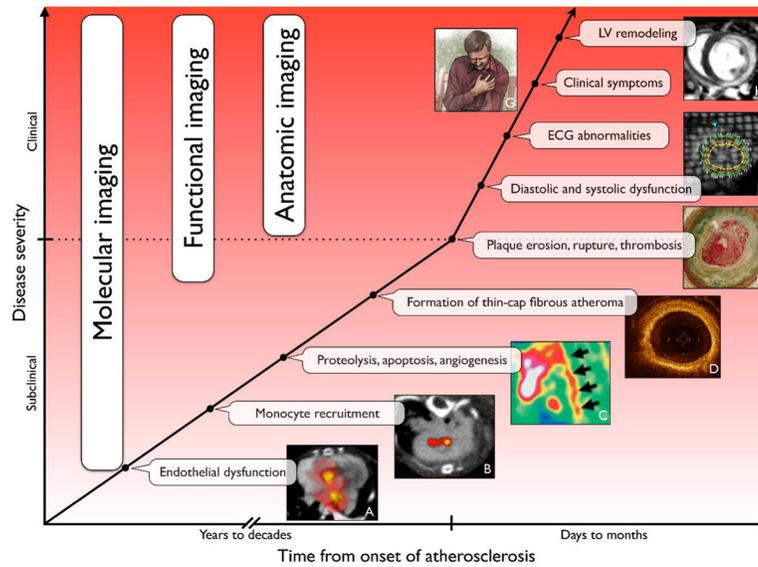 Disease severity
Clinical
Subclinical
Molecular imaging
Functional imaging
Anatomic imaging
LV remodeling
Clinical symptoms
ECG abnormalities
Diastolic and systolic dysfunction
Plaque erosion, rupture, thrombosis
Formation of thin-cap fibrous atheroma
Proteolysis, apoptosis, angiogenesis
Monocyte recruitment
Endothelial dysfunction
G
D
C
B
A
Years to decades
Days to months
Time from onset of atherosclerosis